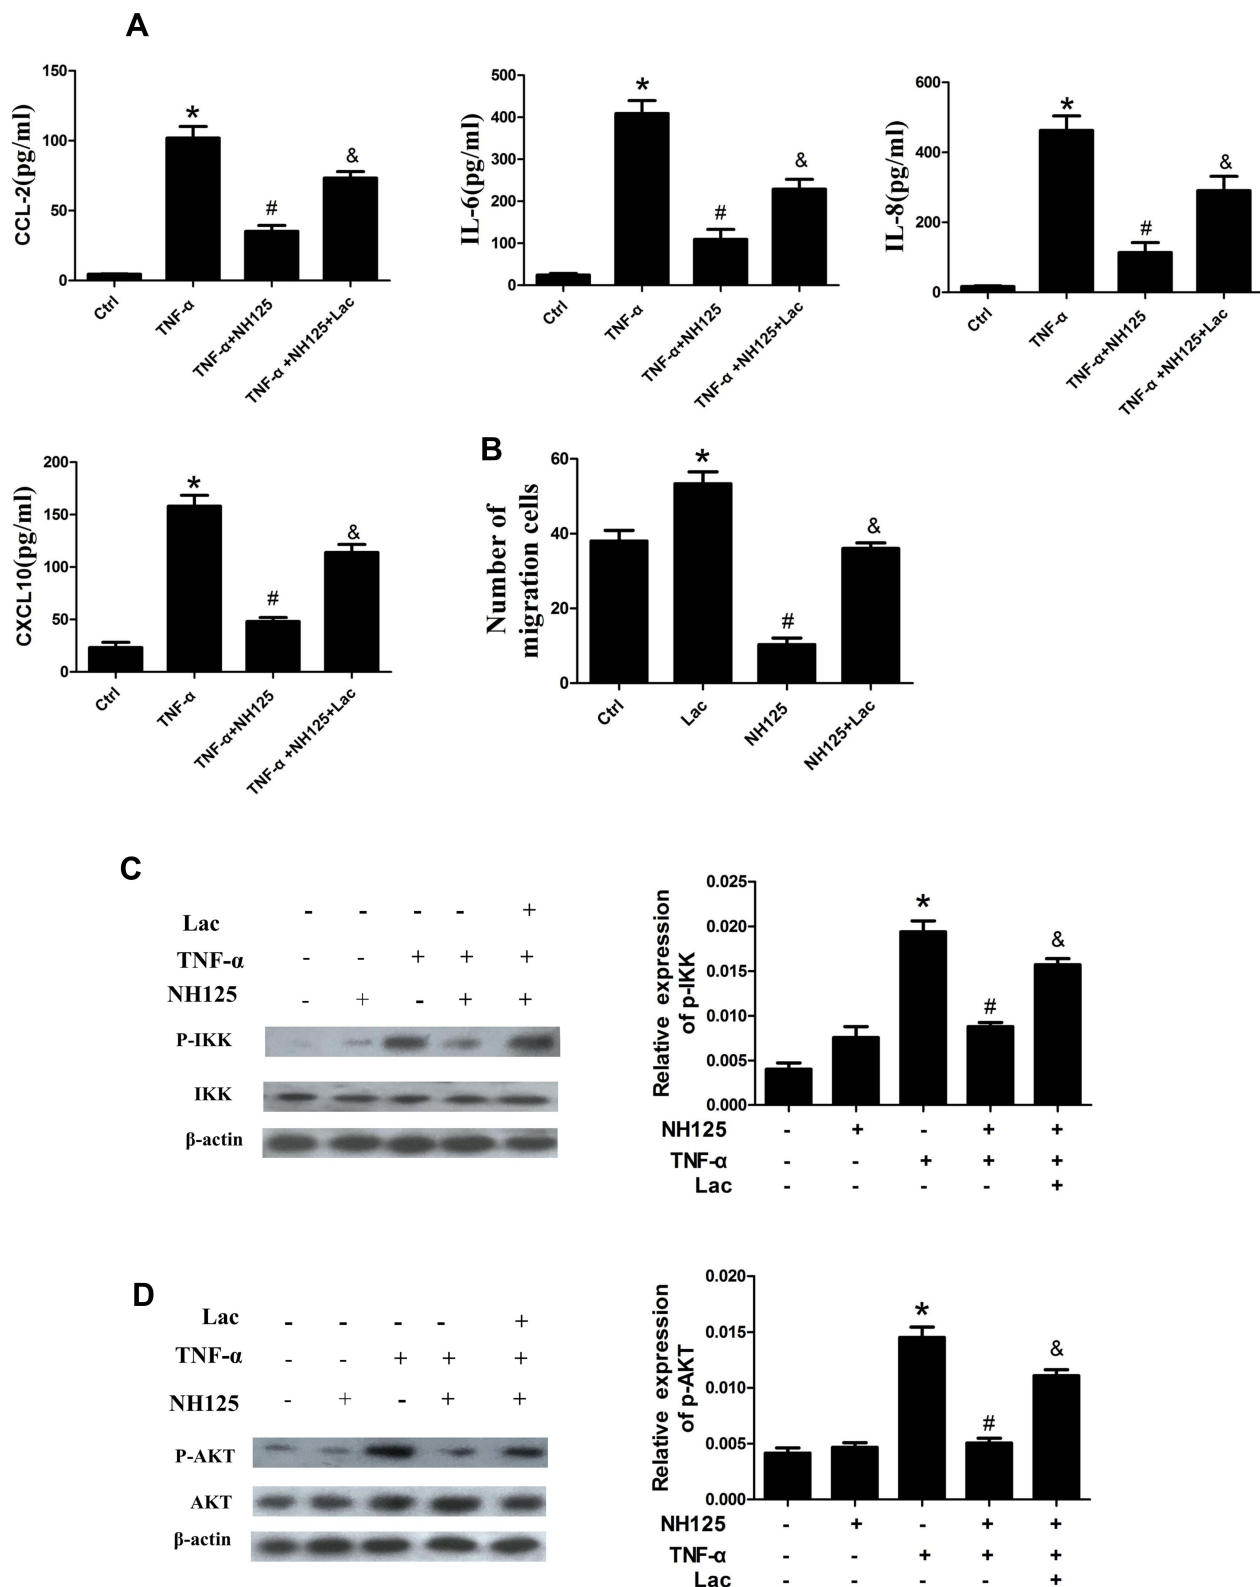 A
CCL-2(pg/ml)
150
100
50
0
*
#
&
Ctrl
TNF-α
TNF-α+NH125
TNF-α +NH125+Lac
IL-6(pg/ml)
500
400
300
200
100
0
*
#
&
Ctrl
TNF-α
TNF-α+NH125
TNF-α +NH125+Lac
IL-8(pg/ml)
600
400
200
0
*
#
&
Ctrl
TNF-α
TNF-α+NH125
TNF-α +NH125+Lac
CXCL10(pg/ml)
200
150
100
50
0
*
#
&
Ctrl
TNF-α
TNF-α+NH125
TNF-α +NH125+Lac
B
Number of
migration cells
60
40
20
0
*
#
&
Ctrl
Lac
NH125
NH125+Lac
C
Lac - - - - +
TNF-α - - + + +
NH125 - + - + +
P-IKK
IKK
β-actin
Relative expression
of p-IKK
0.025
0.020
0.015
0.010
0.005
0.000
*
#
&
NH125 - + - + +
TNF-α - - + + +
Lac - - - - +
D
Lac - - - - +
TNF-α - - + + +
NH125 - + - + +
P-AKT
AKT
β-actin
Relative expression
of p-AKT
0.020
0.015
0.010
0.005
0.000
*
#
&
NH125 - + - + +
TNF-α - - + + +
Lac - - - - +